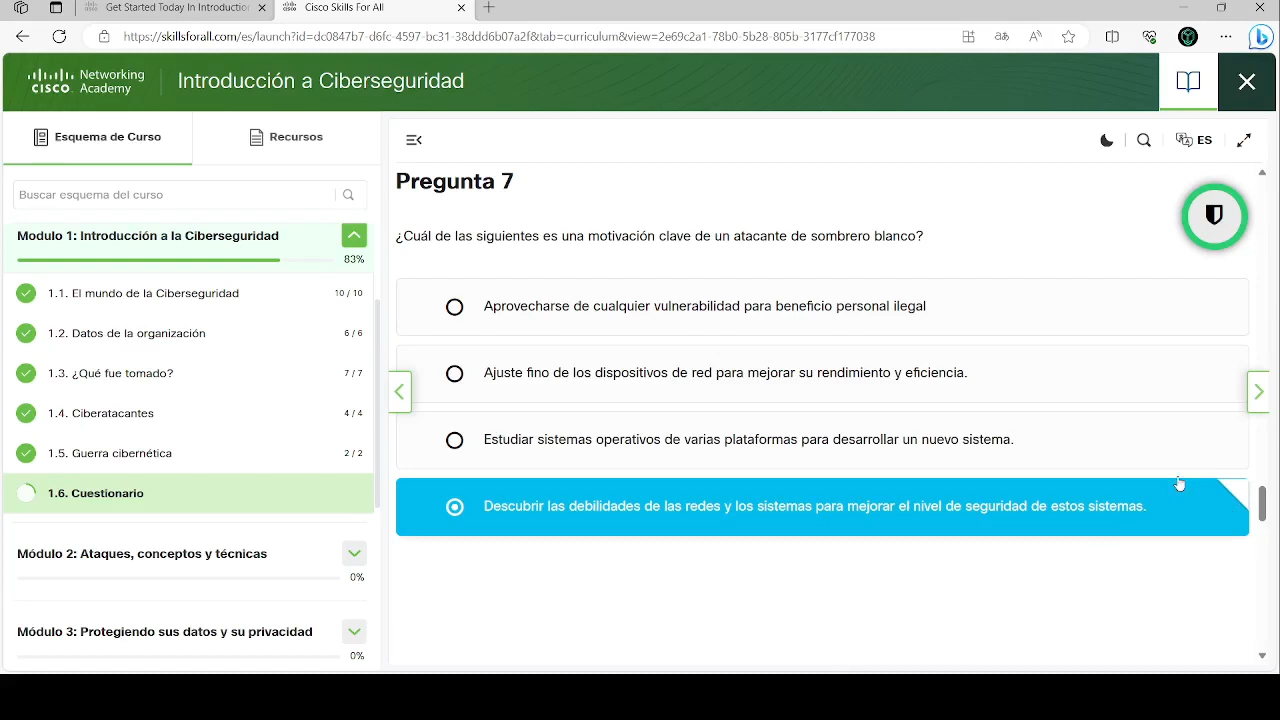 Get Started Today In Introduction
Cisco Skills For All
https://skillsforall.com/es/launch?id=dc0847b7-d6fc-4597-bc31-38ddd6b07a2f&tab=curriculum&view=2e69c2a1-78b0-5b28-805b-3177cf177038
CISCO Networking Academy
Introducción a Ciberseguridad
Esquema de Curso
Recursos
ES
Buscar esquema del curso
Modulo 1: Introducción a la Ciberseguridad
83%
1.1. El mundo de la Ciberseguridad 10 / 10
1.2. Datos de la organización 6 / 6
1.3. ¿Qué fue tomado? 7 / 7
1.4. Ciberatacantes 4 / 4
1.5. Guerra cibernética 2 / 2
1.6. Cuestionario
Módulo 2: Ataques, conceptos y técnicas
0%
Módulo 3: Protegiendo sus datos y su privacidad
0%
Pregunta 7
¿Cuál de las siguientes es una motivación clave de un atacante de sombrero blanco?
Aprovecharse de cualquier vulnerabilidad para beneficio personal ilegal
Ajuste fino de los dispositivos de red para mejorar su rendimiento y eficiencia.
Estudiar sistemas operativos de varias plataformas para desarrollar un nuevo sistema.
Descubrir las debilidades de las redes y los sistemas para mejorar el nivel de seguridad de estos sistemas.